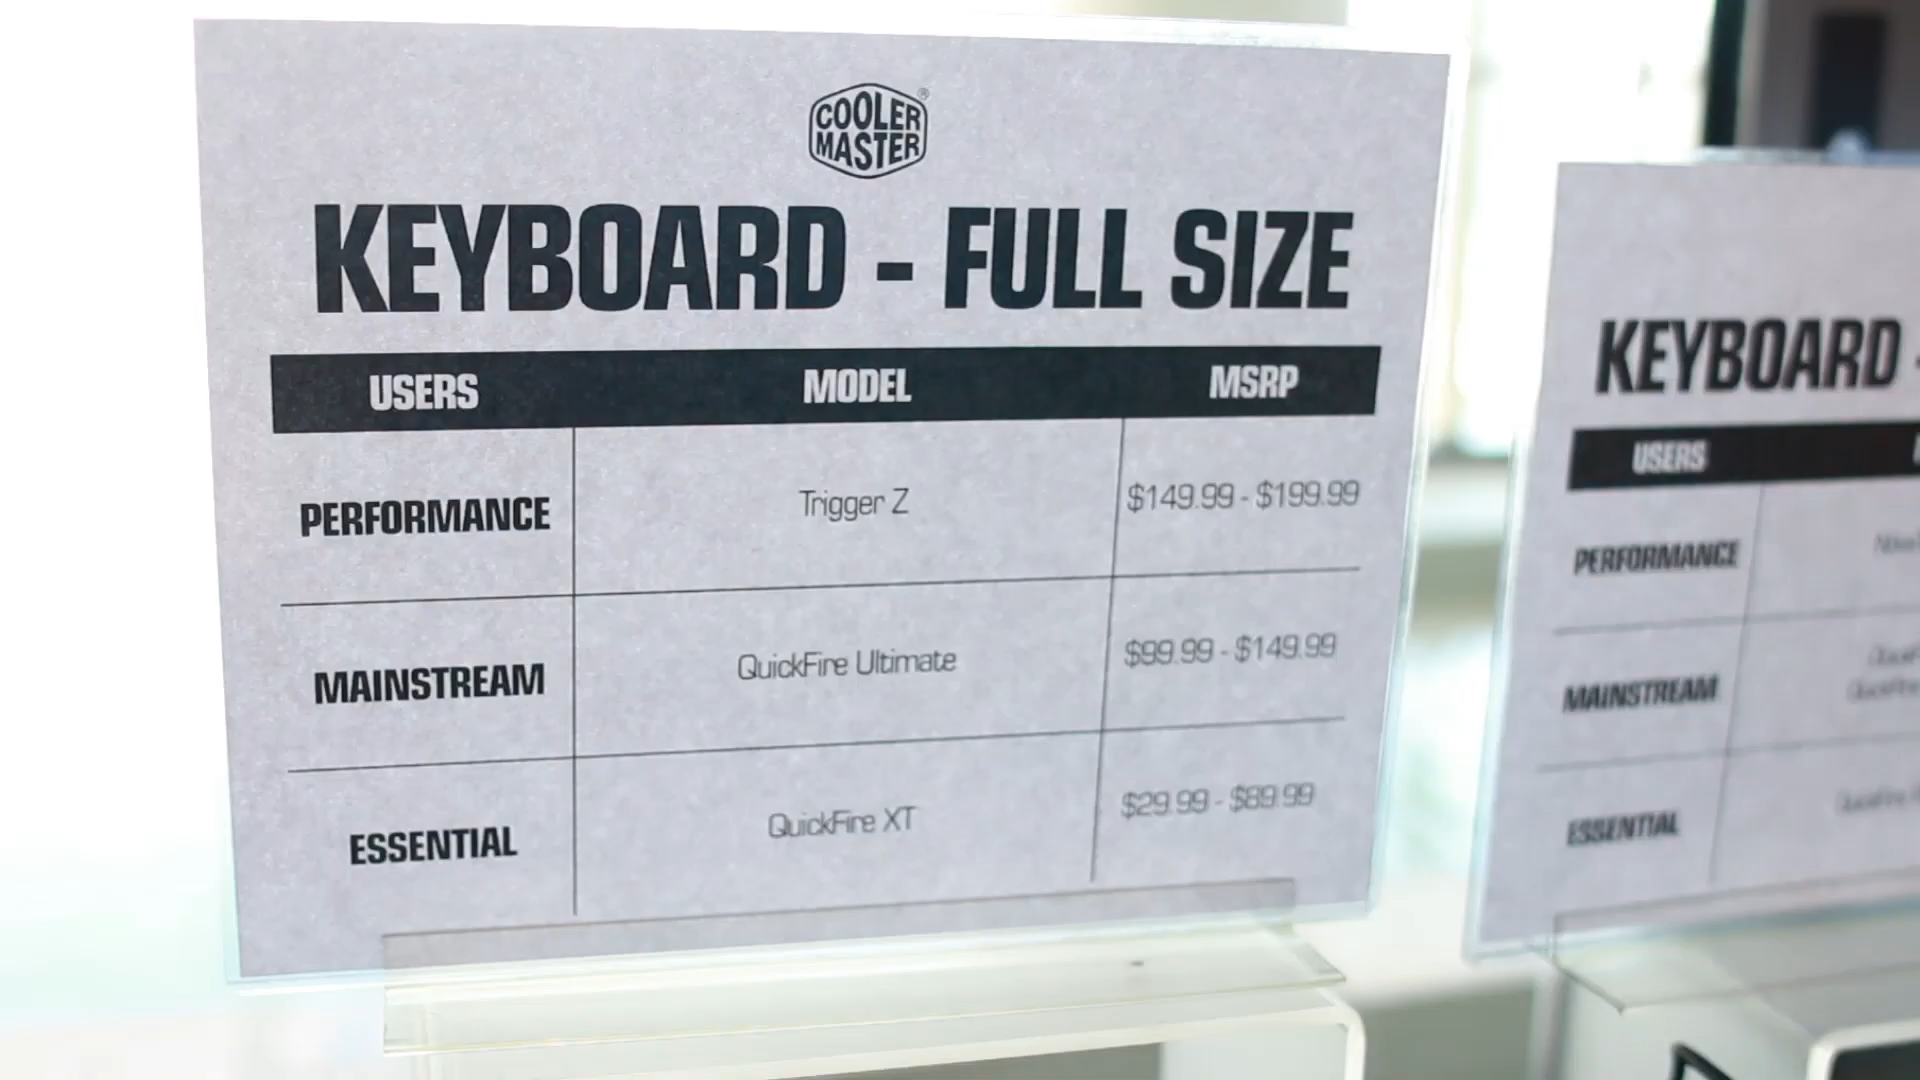 COOLER
MASTER
®
KEYBOARD - FULL SIZE
USERS MODEL MSRP
PERFORMANCE Trigger Z $149.99 - $199.99
MAINSTREAM QuickFire Ultimate $99.99 - $149.99
ESSENTIAL QuickFire XT $29.99 - $89.99
KEYBOARD -
USERS
PERFORMANCE
MAINSTREAM
ESSENTIAL